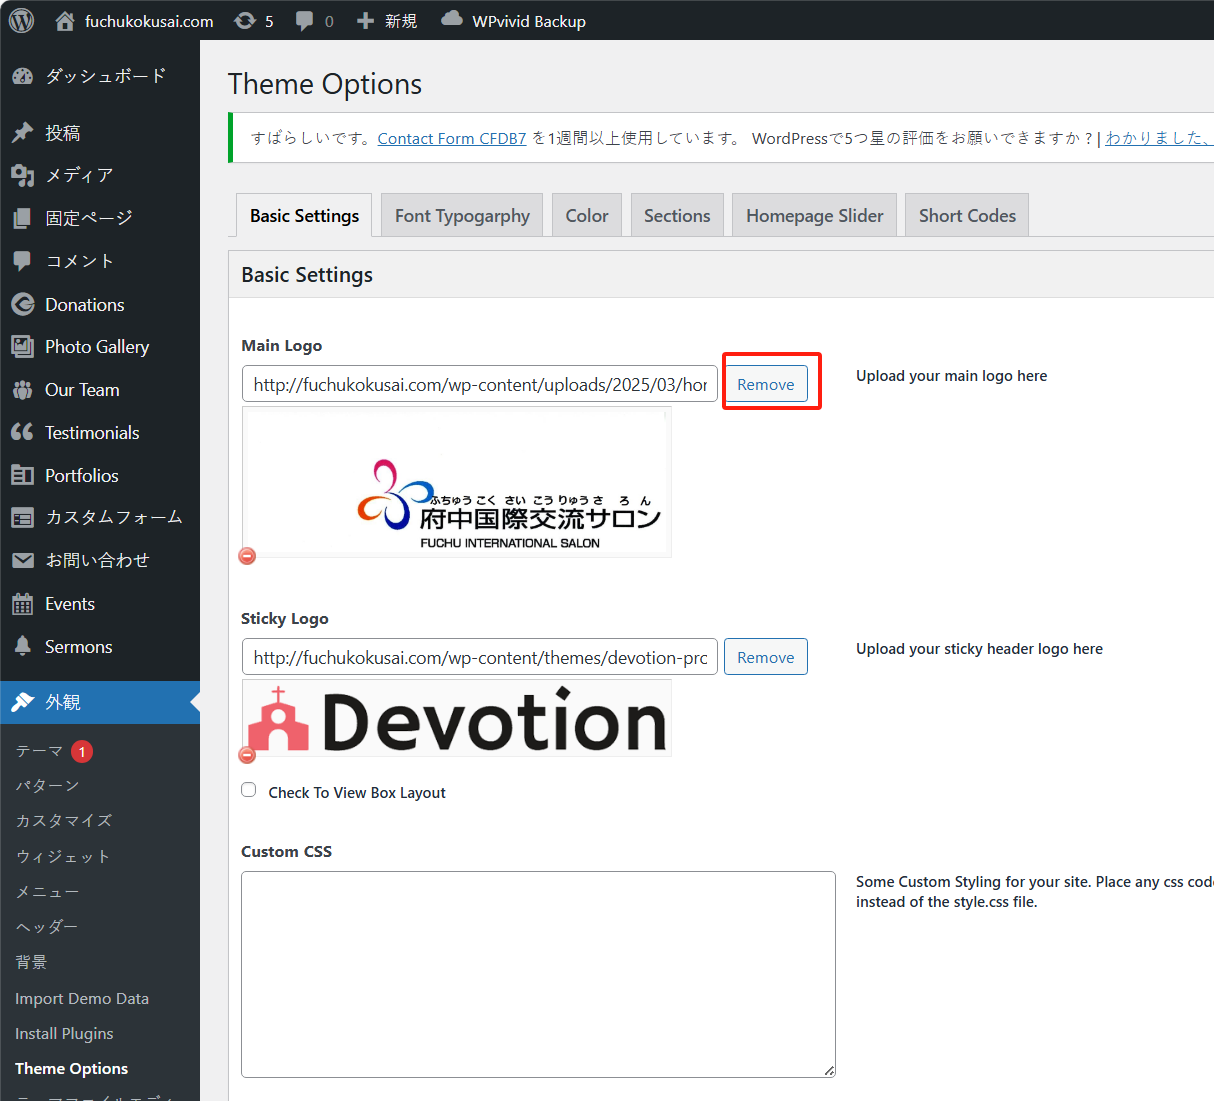 fuchukokusai.com 5 0 新規 WPvivid Backup
ダッシュボード
投稿
メディア
固定ページ
コメント
Donations
Photo Gallery
Our Team
Testimonials
Portfolios
カスタムフォーム
お問い合わせ
Events
Sermons
外観
テーマ 1
パターン
カスタマイズ
ウィジェット
メニュー
ヘッダー
背景
Import Demo Data
Install Plugins
Theme Options
Theme Options
すばらしいです。Contact Form CFDB7 を1週間以上使用しています。 WordPressで5つ星の評価をお願いできますか ? | わかりました、
Basic Settings Font Typogarphy Color Sections Homepage Slider Short Codes
Basic Settings
Main Logo
http://fuchukokusai.com/wp-content/uploads/2025/03/hor Remove Upload your main logo here
ふちゅう こく さい こう りゅう さ ろ ん
府中国際交流サロン
FUCHU INTERNATIONAL SALON
Sticky Logo
http://fuchukokusai.com/wp-content/themes/devotion-pro Remove Upload your sticky header logo here
Devotion
Check To View Box Layout
Custom CSS
Some Custom Styling for your site. Place any css code
instead of the style.css file.